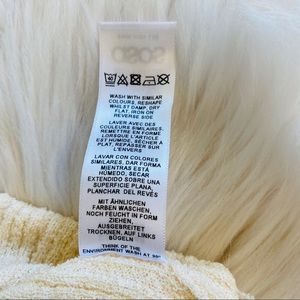 asos
WASH WITH SIMILAR
COLOURS, RESHAPE
WHILST DAMP, DRY
FLAT, IRON ON
REVERSE SIDE
LAVER AVEC DES
COULEURS SIMILAIRES,
REMETTRE EN FORME
LORSQUE L'ARTICLE
EST HUMIDE, SÉCHER A
PLAT, REPASSER SUR
L'ENVERS
LAVAR CON COLORES
SIMILARES, DAR FORMA
MIENTRAS ESTÁ
HÚMEDO, SECAR
EXTENDIDO SOBRE UNA
SUPERFICIE PLANA,
PLANCHAR DEL REVÉS
MIT ÄHNLICHEN
FARBEN WASCHEN,
NOCH FEUCHT IN FORM
ZIEHEN,
AUSGEBREITET
TROCKNEN, AUF LINKS
BÜGELN
THINK OF THE
ENVIRONMENT WASH AT 30°